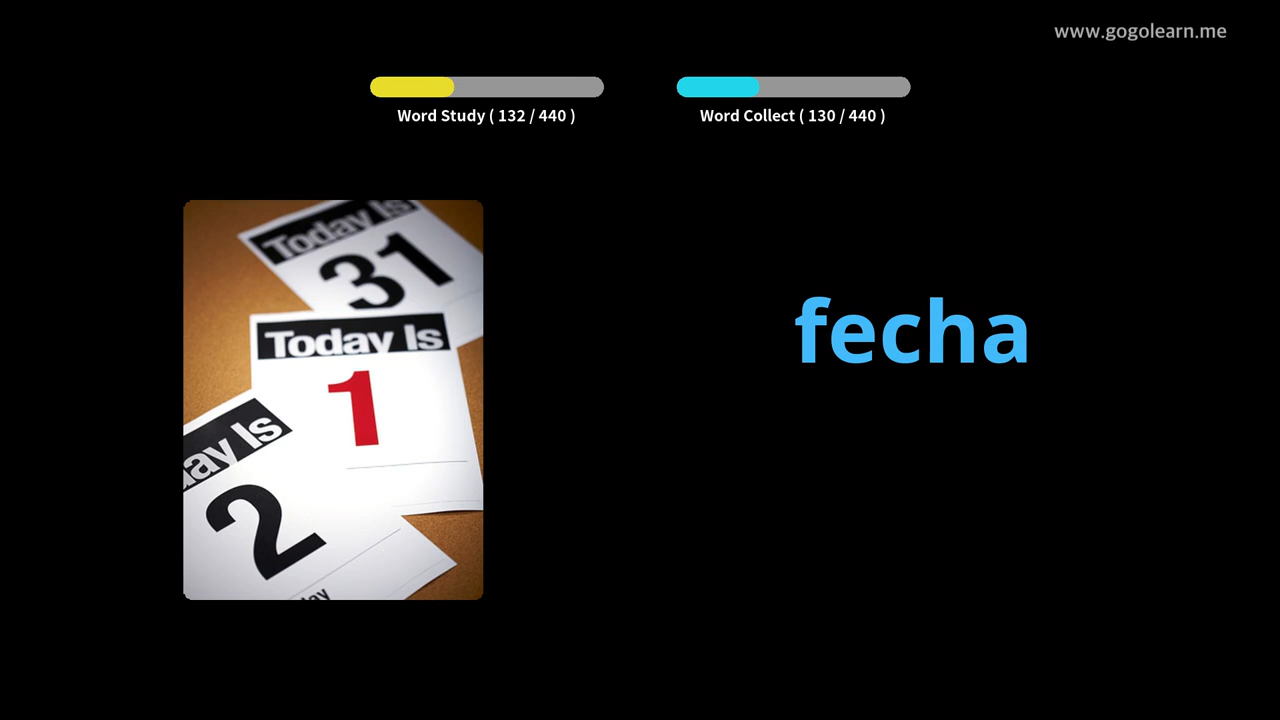 www.gogolearn.me
Word Study ( 132 / 440 )
Word Collect ( 130 / 440 )
Today Is
31
Today Is
1
ay Is
2
fecha